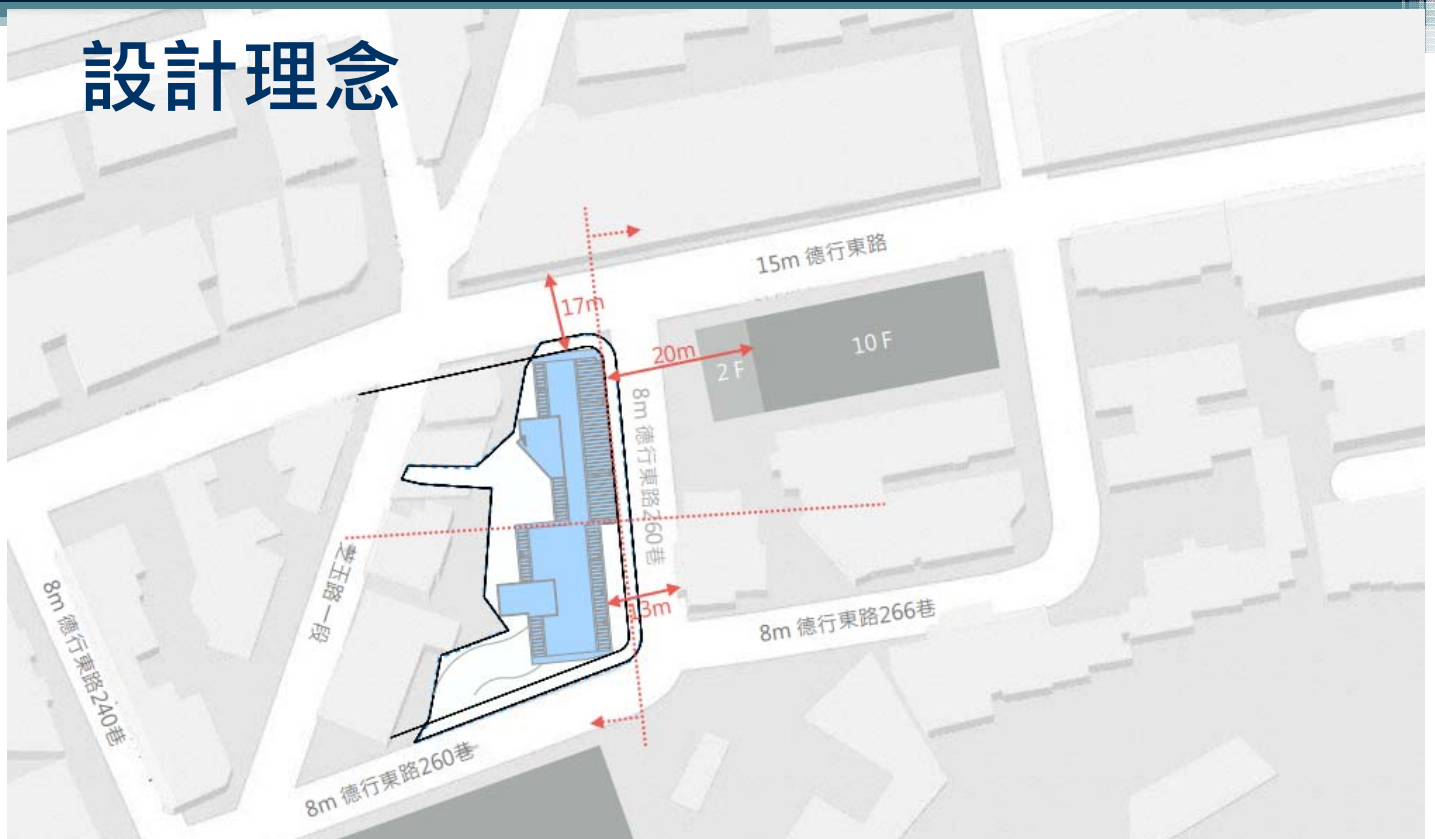 設計理念
15m 德行東路
17m
20m
10 F
2 F
8m 德行東路260巷
芝玉路一段
13m
8m 德行東路266巷
8m 德行東路240巷
8m 德行東路260巷